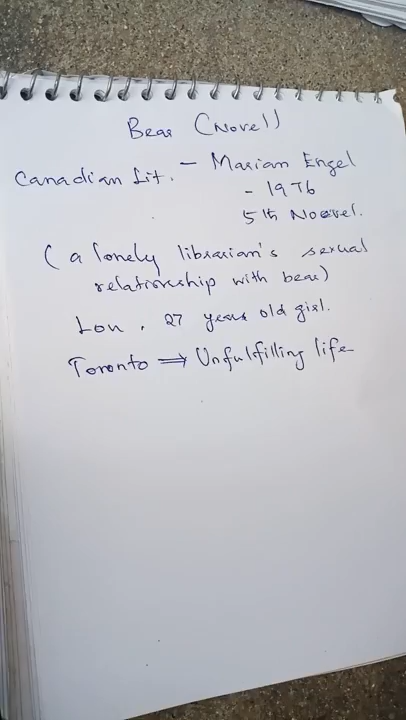 Bear (Novel)
Canadian Lit. - Marian Engel
- 1976
5th Noovel.
(a lonely librarian's sexual
relationship with bear)
Lou, 27 years old girl.
Toronto ⇒ Unfulfilling life